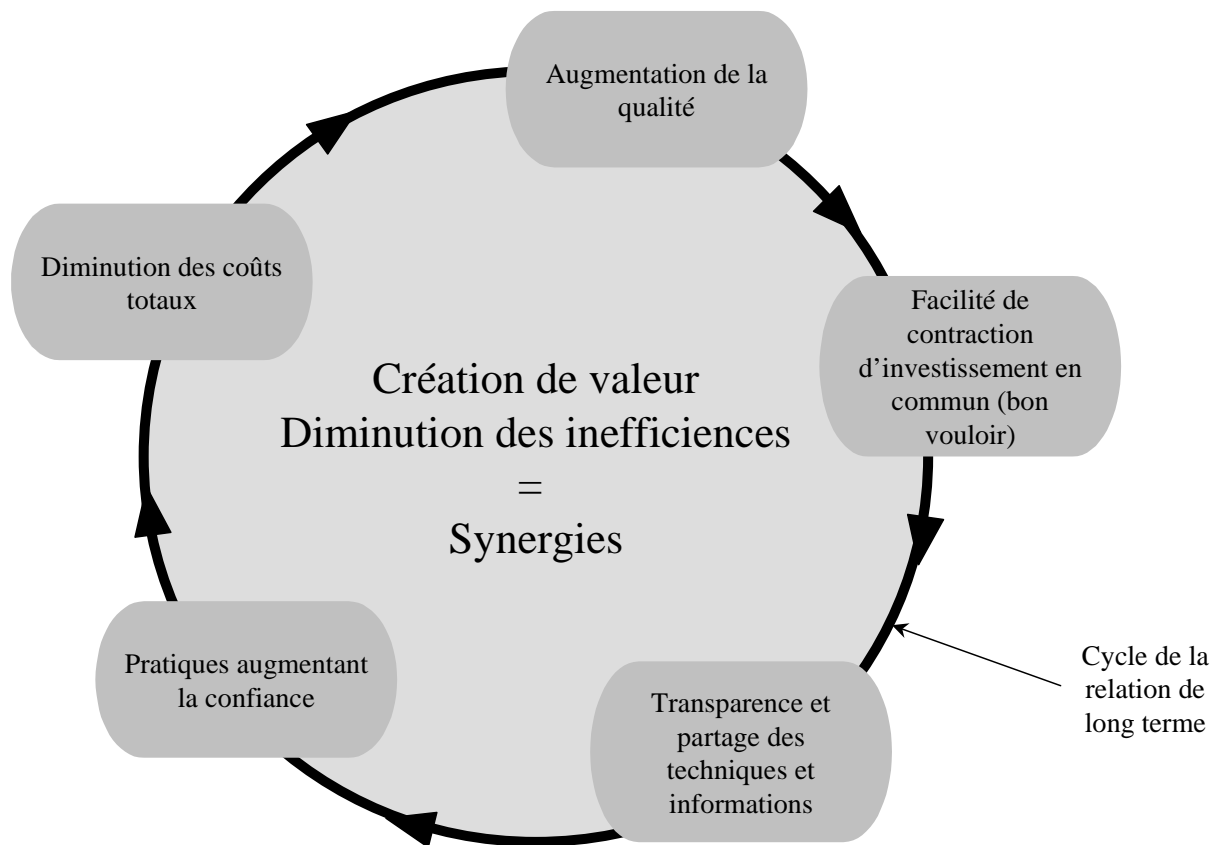 Augmentation de la
qualité
Diminution des coûts
totaux
Facilité de
contraction
d'investissement en
commun (bon
vouloir)
Création de valeur
Diminution des inefficiences
=
Synergies
Pratiques augmentant
la confiance
Transparence et
partage des
techniques et
informations
Cycle de la
relation de
long terme